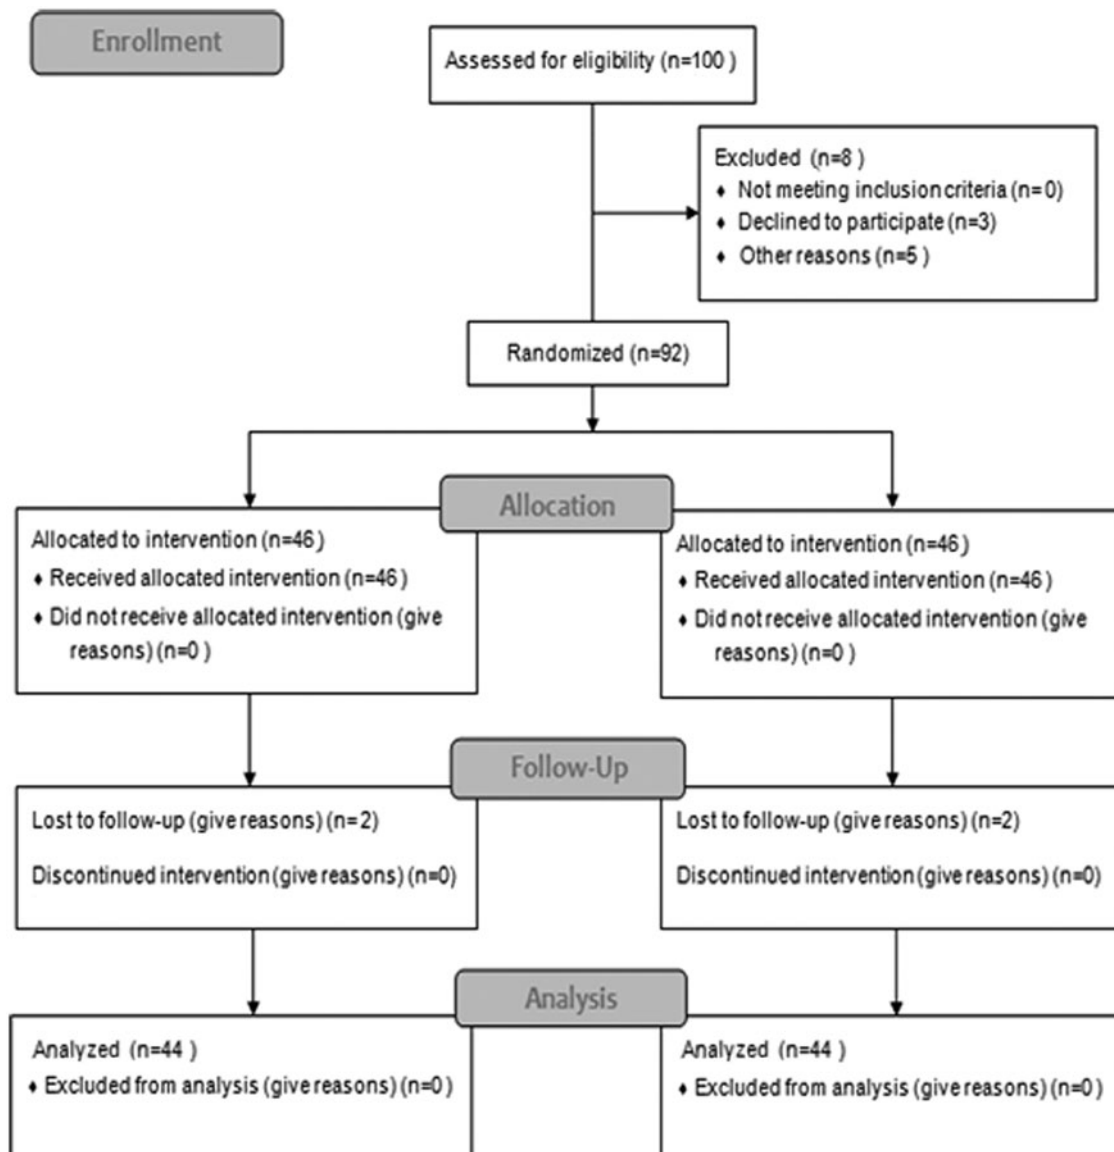 Enrollment
Assessed for eligibility (n=100 )
Excluded (n=8 )
♦ Not meeting inclusion criteria (n= 0)
♦ Declined to participate (n=3)
♦ Other reasons (n=5 )
Randomized (n=92)
Allocation
Allocated to intervention (n=46 )
♦ Received allocated intervention (n=46 )
♦ Did not receive allocated intervention (give
reasons) (n=0 )
Allocated to intervention (n=46 )
♦ Received allocated intervention (n=46 )
♦ Did not receive allocated intervention (give
reasons) (n=0 )
Follow-Up
Lost to follow-up (give reasons) (n= 2)
Discontinued intervention (give reasons) (n=0)
Lost to follow-up (give reasons) (n=2)
Discontinued intervention (give reasons) (n=0)
Analysis
Analyzed (n=44 )
♦ Excluded from analysis (give reasons) (n=0 )
Analyzed (n=44 )
♦ Excluded from analysis (give reasons) (n=0 )